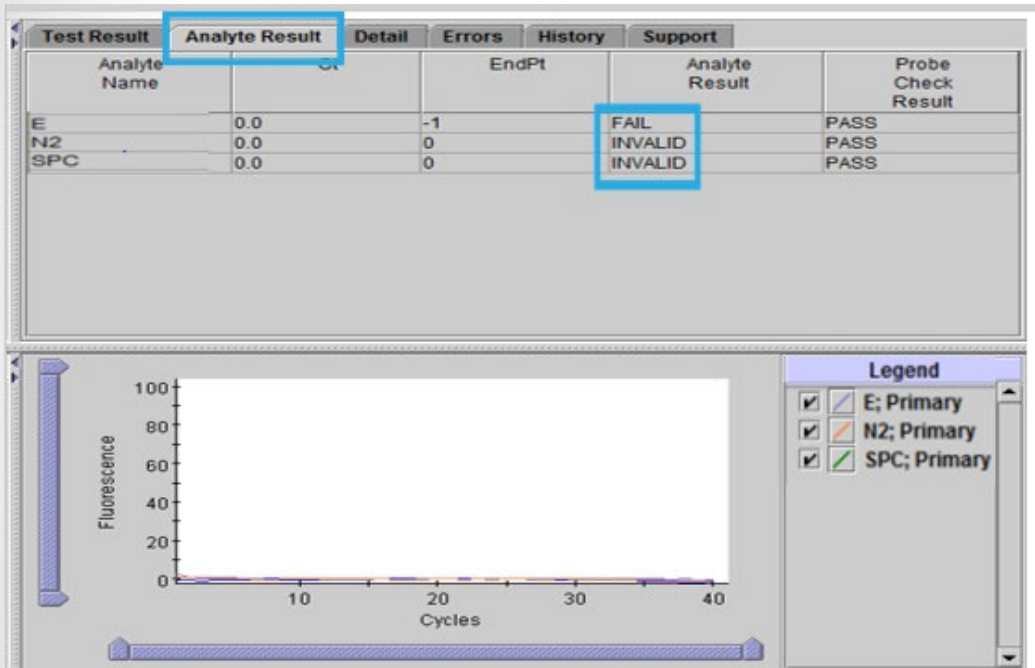 Test Result Analyte Result Detail Errors History Support
Analyte Name Ct EndPt Analyte Result Probe Check Result
E 0.0 -1 FAIL PASS
N2 0.0 0 INVALID PASS
SPC 0.0 0 INVALID PASS
Legend
E; Primary
N2; Primary
SPC; Primary
Fluorescence
100
80
60
40
20
0
10 20 30 40
Cycles